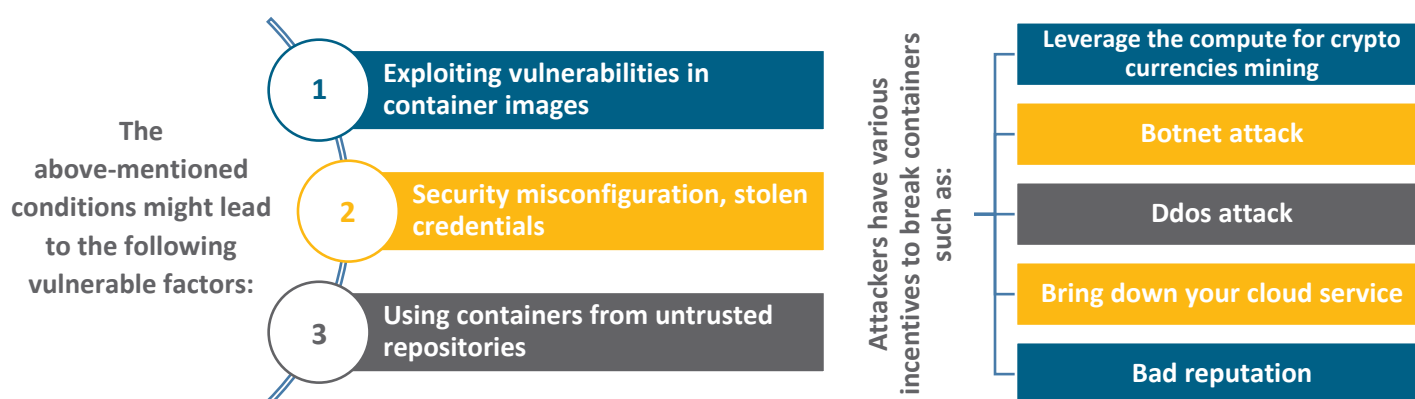 The
above-mentioned
conditions might lead
to the following
vulnerable factors:
1
Exploiting vulnerabilities in
container images
2
Security misconfiguration, stolen
credentials
3
Using containers from untrusted
repositories
Attackers have various
incentives to break containers
such as:
Leverage the compute for crypto
currencies mining
Botnet attack
Ddos attack
Bring down your cloud service
Bad reputation